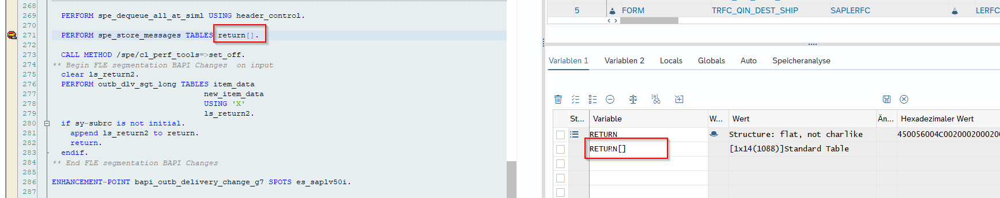 268
269 PERFORM spe_dequeue_all_at_siml USING header_control.
270
271 PERFORM spe_store_messages TABLES return[].
272
273 CALL METHOD /spe/cl_perf_tools=>set_off.
274 ** Begin FLE segmentation BAPI Changes  on input
275 clear ls_return2.
276 PERFORM outb_dlv_sgt_long TABLES item_data
277 new_item_data
278 USING 'X'
279 ls_return2.
280 if sy-subrc is not initial.
281 append ls_return2 to return.
282 return.
283 endif.
284 ** End FLE segmentation BAPI Changes
285
286 ENHANCEMENT-POINT bapi_outb_delivery_change_g7 SPOTS es_saplv50i.
287
5 FORM TRFC_QIN_DEST_SHIP SAPLERFC LERFC
Variablen 1 Variablen 2 Locals Globals Auto Speicheranalyse
St... Variable W... Wert Än... Hexadezimaler Wert
RETURN Structure: flat, not charlike 450056004C002000200200
RETURN[] [1x14(1088)]Standard Table